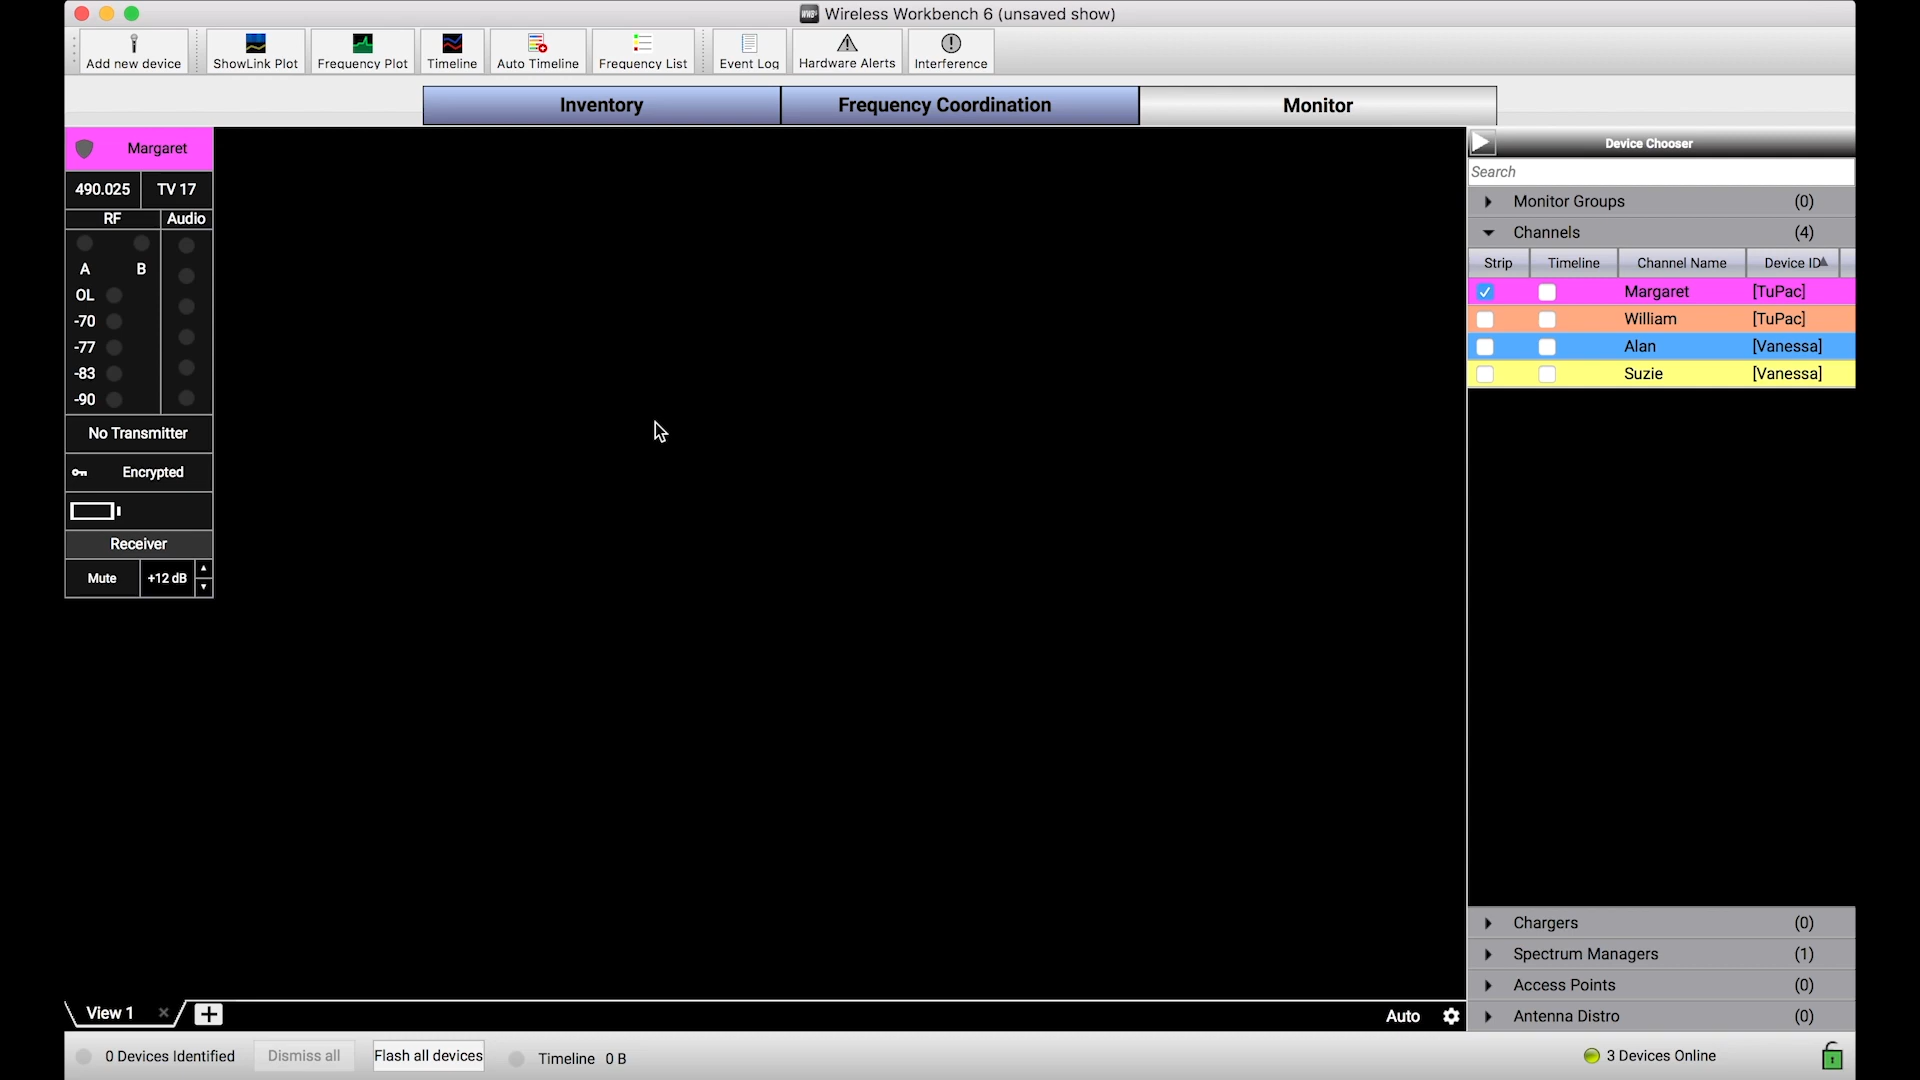 Wireless Workbench 6 (unsaved show)
Add new device
ShowLink Plot
Frequency Plot
Timeline
Auto Timeline
Frequency List
Event Log
Hardware Alerts
Interference
Inventory
Frequency Coordination
Monitor
Margaret
490.025 TV 17
RF Audio
A B
OL
-70
-77
-83
-90
No Transmitter
Encrypted
Receiver
Mute +12 dB
Device Chooser
Search
Monitor Groups (0)
Channels (4)
Strip Timeline Channel Name Device ID
Margaret [TuPac]
William [TuPac]
Alan [Vanessa]
Suzie [Vanessa]
Chargers (0)
Spectrum Managers (1)
Access Points (0)
Antenna Distro (0)
View 1
Auto
0 Devices Identified
Dismiss all
Flash all devices
Timeline 0 B
3 Devices Online